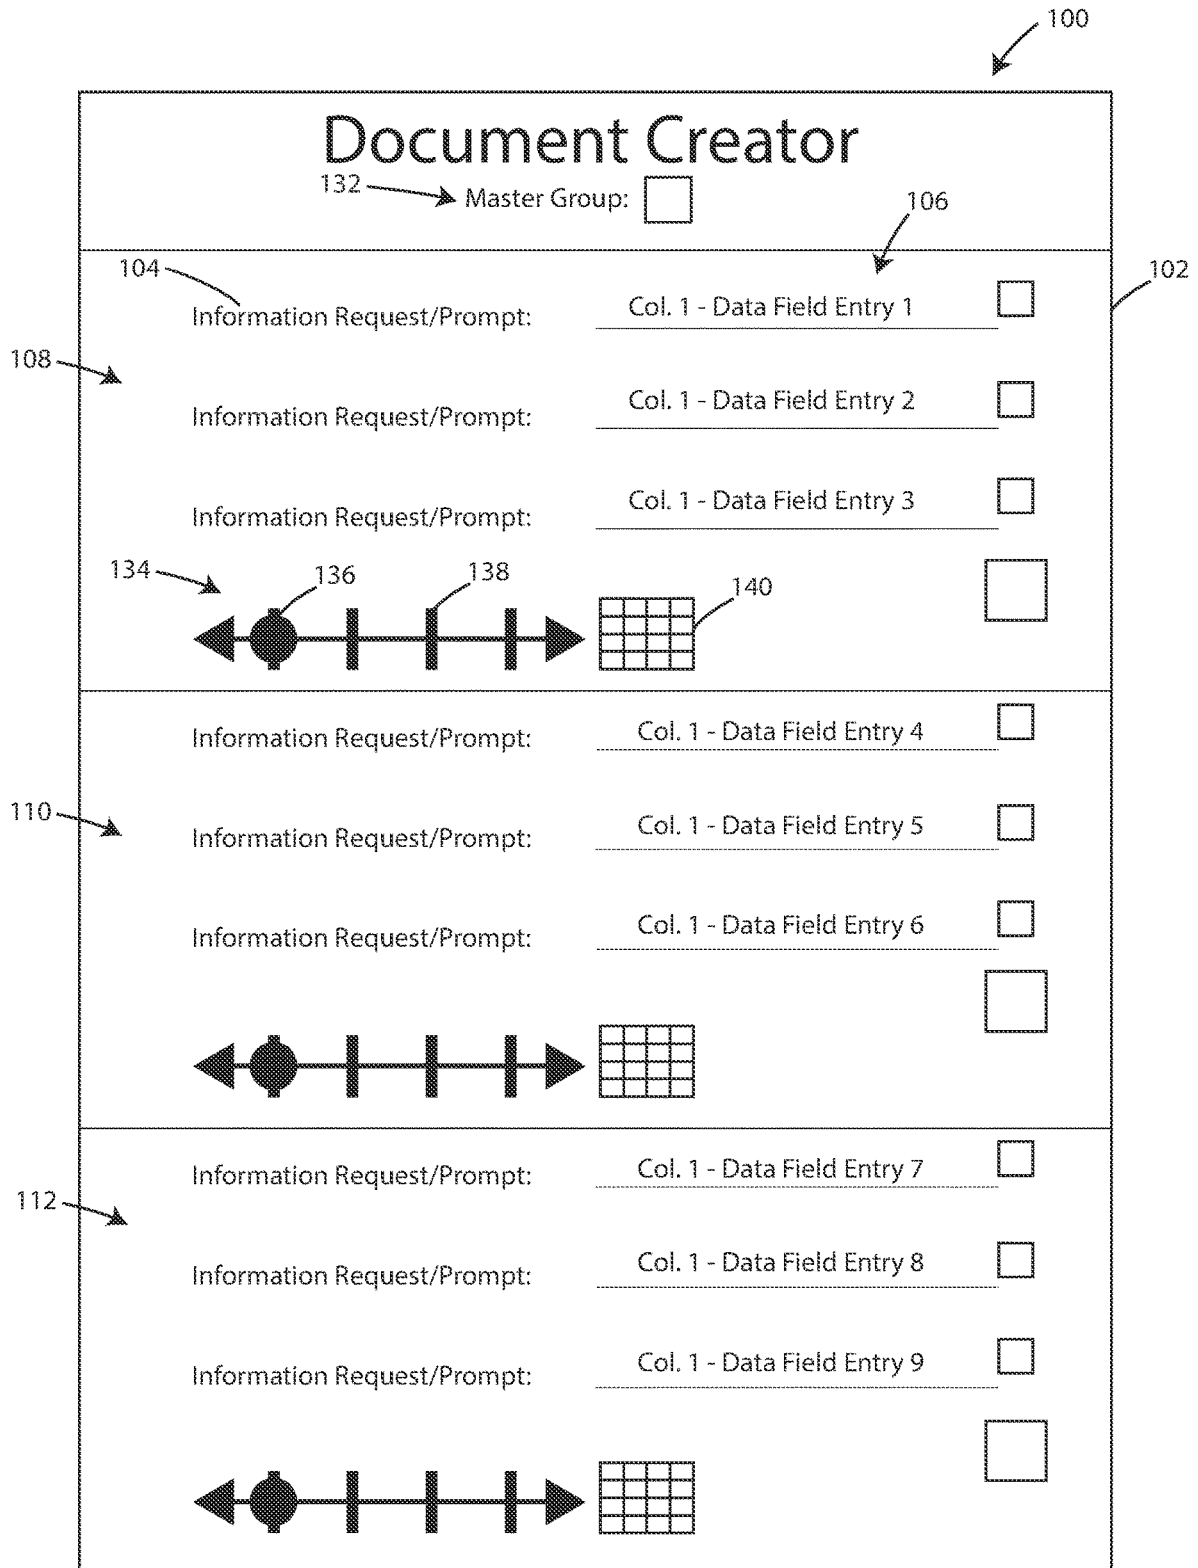 100
Document Creator
132 Master Group:
106
104
102
Information Request/Prompt: Col. 1 - Data Field Entry 1
108
Information Request/Prompt: Col. 1 - Data Field Entry 2
Information Request/Prompt: Col. 1 - Data Field Entry 3
134 136 138 140
Information Request/Prompt: Col. 1 - Data Field Entry 4
110
Information Request/Prompt: Col. 1 - Data Field Entry 5
Information Request/Prompt: Col. 1 - Data Field Entry 6
Information Request/Prompt: Col. 1 - Data Field Entry 7
112
Information Request/Prompt: Col. 1 - Data Field Entry 8
Information Request/Prompt: Col. 1 - Data Field Entry 9